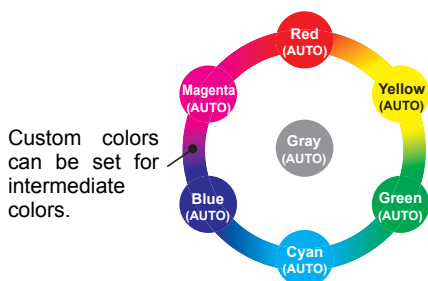 Red
(AUTO)
Magenta
(AUTO)
Yellow
(AUTO)
Gray
(AUTO)
Custom colors
can be set for
intermediate
colors.
Blue
(AUTO)
Green
(AUTO)
Cyan
(AUTO)